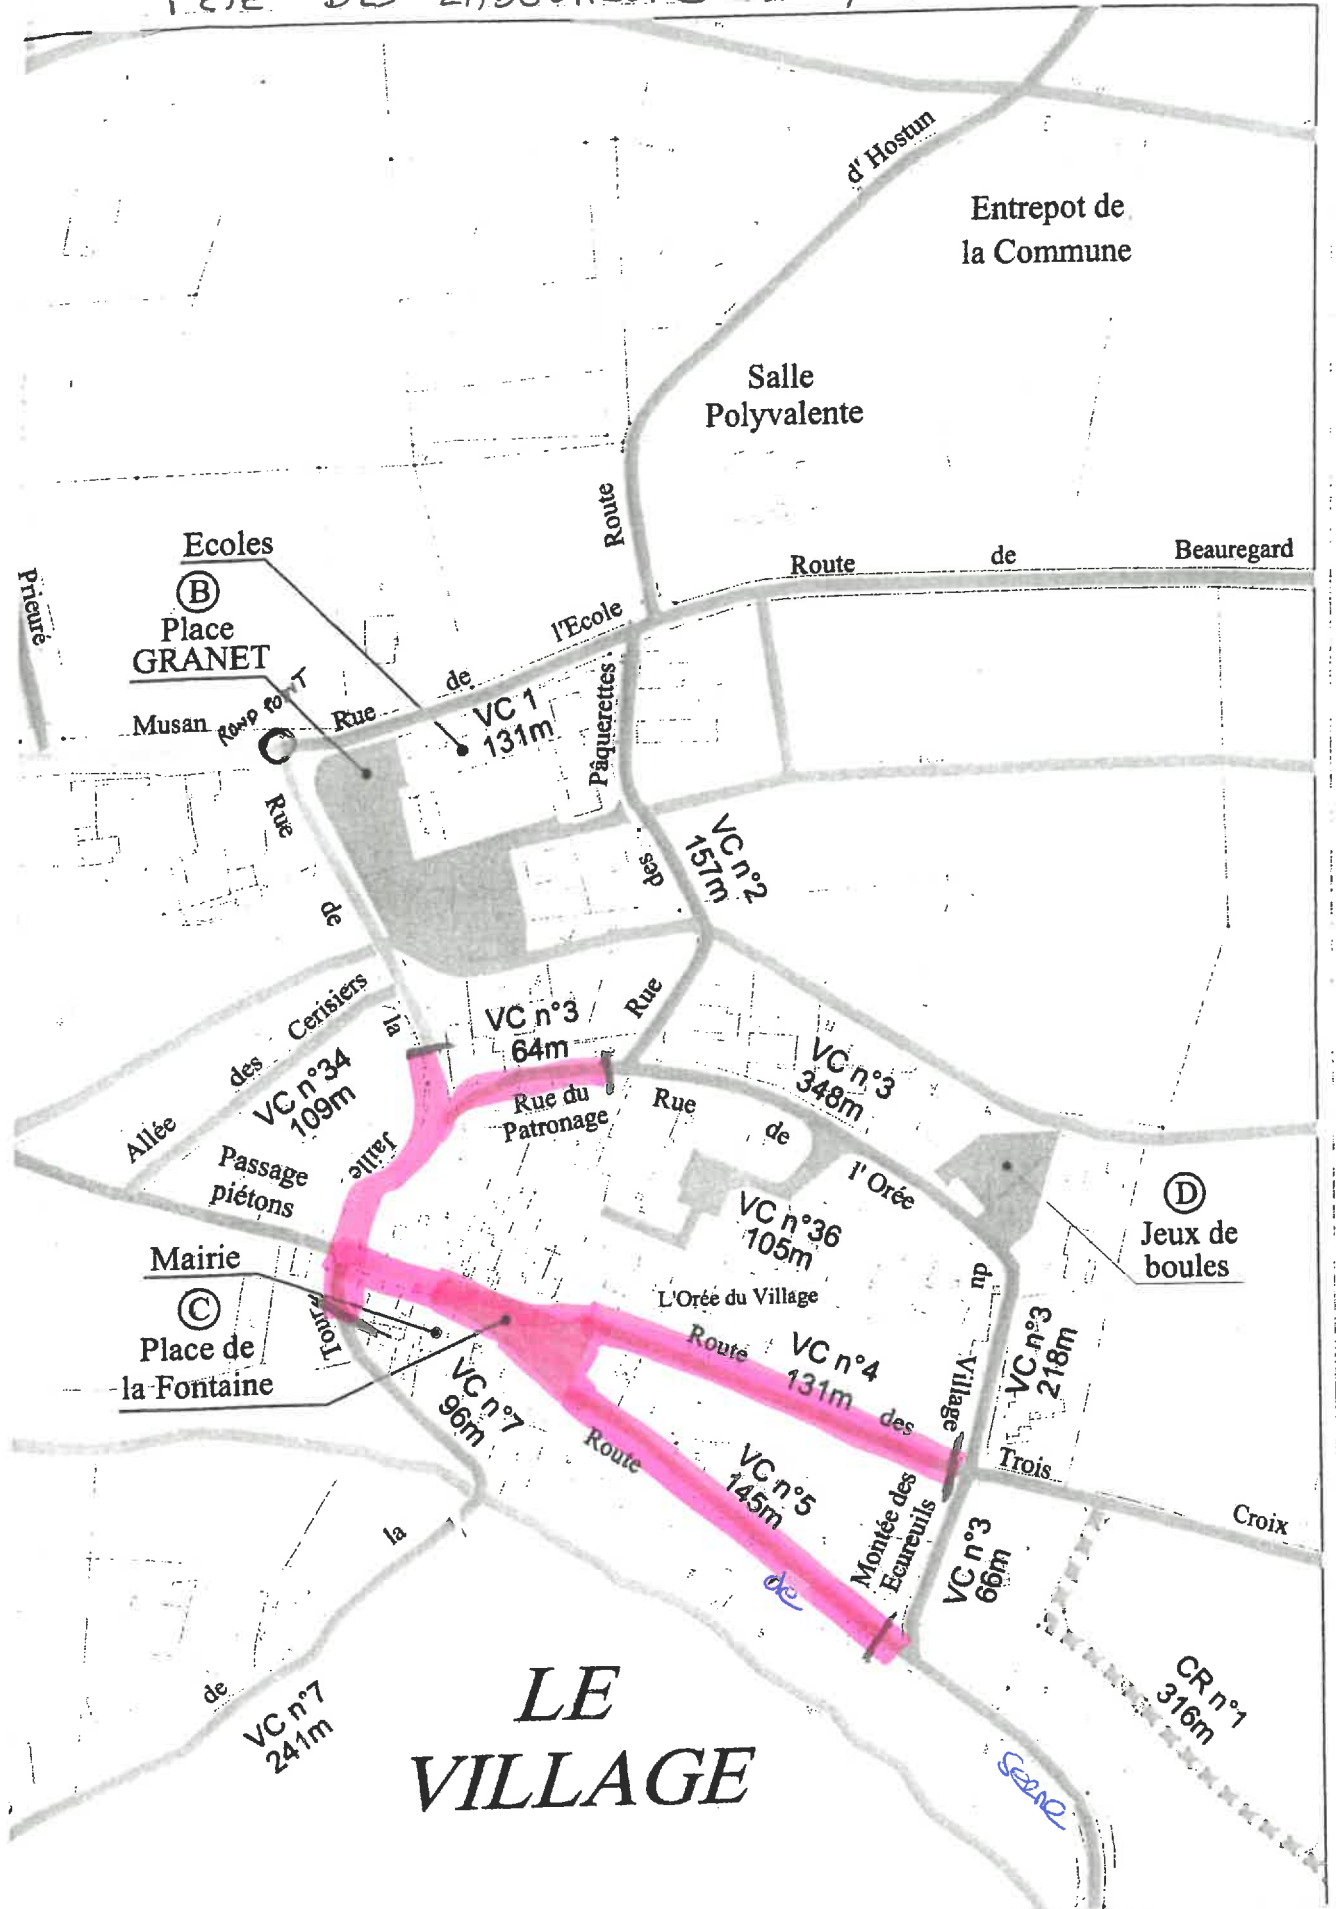 DES
d'Hostun
Entrepot de
la Commune
Salle
Polyvalente
Route
Ecoles
B
Place
GRANET
Prieuré
Route de Beauregard
l'Ecole
de
Rue
Musan
ROND POINT
VC 1
131m
Pâquerettes
des
Rue
VC n°2
157m
Rue
de
la
Jaille
Allée des Cerisiers
VC n°34
109m
VC n°3
64m
Rue du
Patronage
Rue
de
l'Orée
du
Village
VC n°3
348m
Passage
piétons
VC n°36
105m
D
Jeux de
boules
Mairie
C
Place de
la Fontaine
L'Orée du Village
VC n°3
218m
Route
des
Trois
Croix
VC n°4
131m
Tour
VC n°7
96m
Route
de
SERNE
VC n°5
145m
Montée des
Ecureuils
VC n°3
66m
la
de
VC n°7
241m
CR n°1
316m
LE
VILLAGE